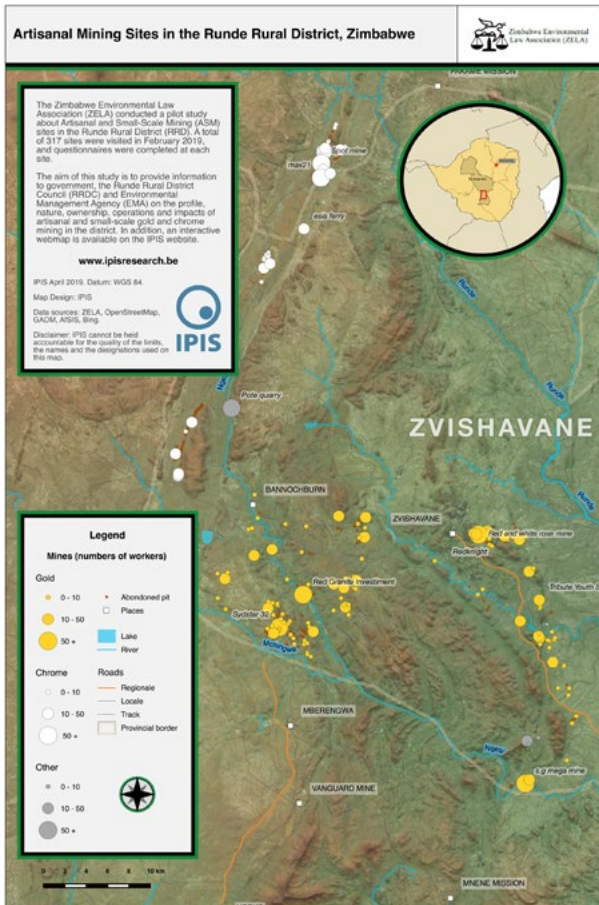 Artisanal Mining Sites in the Runde Rural District, Zimbabwe
Zimbabwe Environmental
Law Association (ZELA)
PAKAME MISSION
The Zimbabwe Environmental Law
Association (ZELA) conducted a pilot study
about Artisanal and Small-Scale Mining (ASM)
sites in the Runde Rural District (RRD). A total
of 317 sites were visited in February 2019,
and questionnaires were completed at each
site.
The aim of this study is to provide information
to government, the Runde Rural District
Council (RRDC) and Environmental
Management Agency (EMA) on the profile,
nature, ownership, operations and impacts of
artisanal and small-scale gold and chrome
mining in the district. In addition, an interactive
webmap is available on the IPIS website.
www.ipisresearch.be
IPIS April 2019. Datum: WGS 84.
Map Design: IPIS
Data sources: ZELA, OpenStreetMap,
GADM, AfSIS, Bing.
Disclaimer: IPIS cannot be held
accountable for the quality of the limits,
the names and the designations used on
this map.
IPIS
Spot mine
max21
esia ferry
Runde
Runde
Pote quarry
ZVISHAVANE
Runde
BANNOCHBURN
ZVISHAVANE
Red and white rose mine
Redknight
Red Granite Investiment
Tribute Youth
Sydster 32
Mchingwe
MBERENGWA
Ngezi
s.g mega mine
VANGUARD MINE
MNENE MISSION
Legend
Mines (numbers of workers)
Gold
0 - 10
10 - 50
50 +
Abandoned pit
Places
Lake
River
Chrome
0 - 10
10 - 50
50 +
Roads
Regionale
Locale
Track
Provincial border
Other
0 - 10
10 - 50
50 +
0 2 4 6 8 10 km